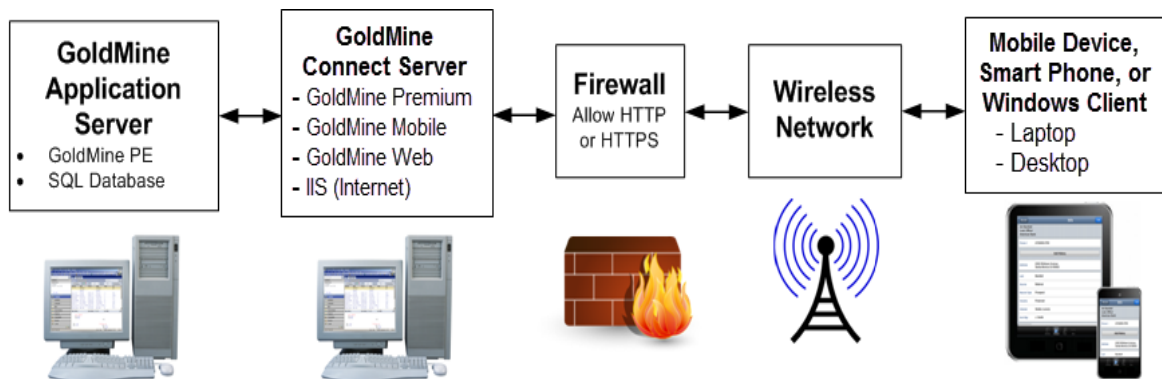 GoldMine
Application
Server
• GoldMine PE
• SQL Database
GoldMine
Connect Server
- GoldMine Premium
- GoldMine Mobile
- GoldMine Web
- IIS (Internet)
Firewall
Allow HTTP
or HTTPS
Wireless
Network
Mobile Device,
Smart Phone, or
Windows Client
- Laptop
- Desktop